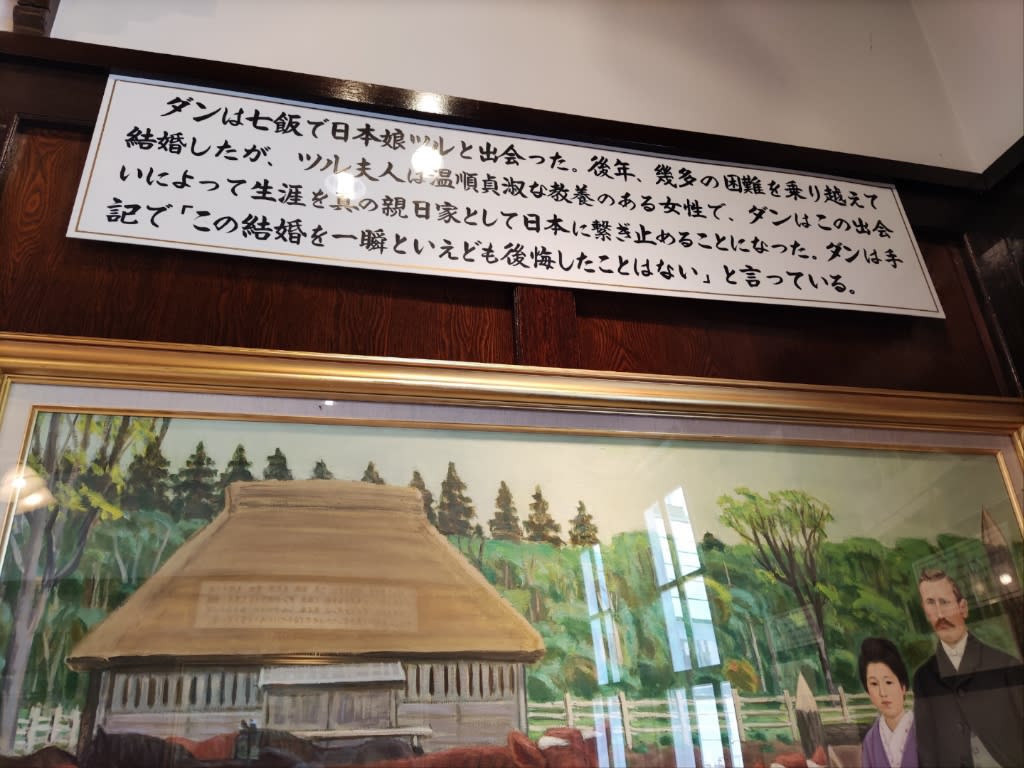 ダンは七飯で日本娘ツルと出会った。後年、幾多の困難を乗り越えて
結婚したが、ツル夫人は温順貞淑な教養のある女性で、ダンはこの出会
いによって生涯を真の親日家として日本に繋ぎ止めることになった。ダンは手
記で「この結婚を一瞬といえども後悔したことはない」と言っている。